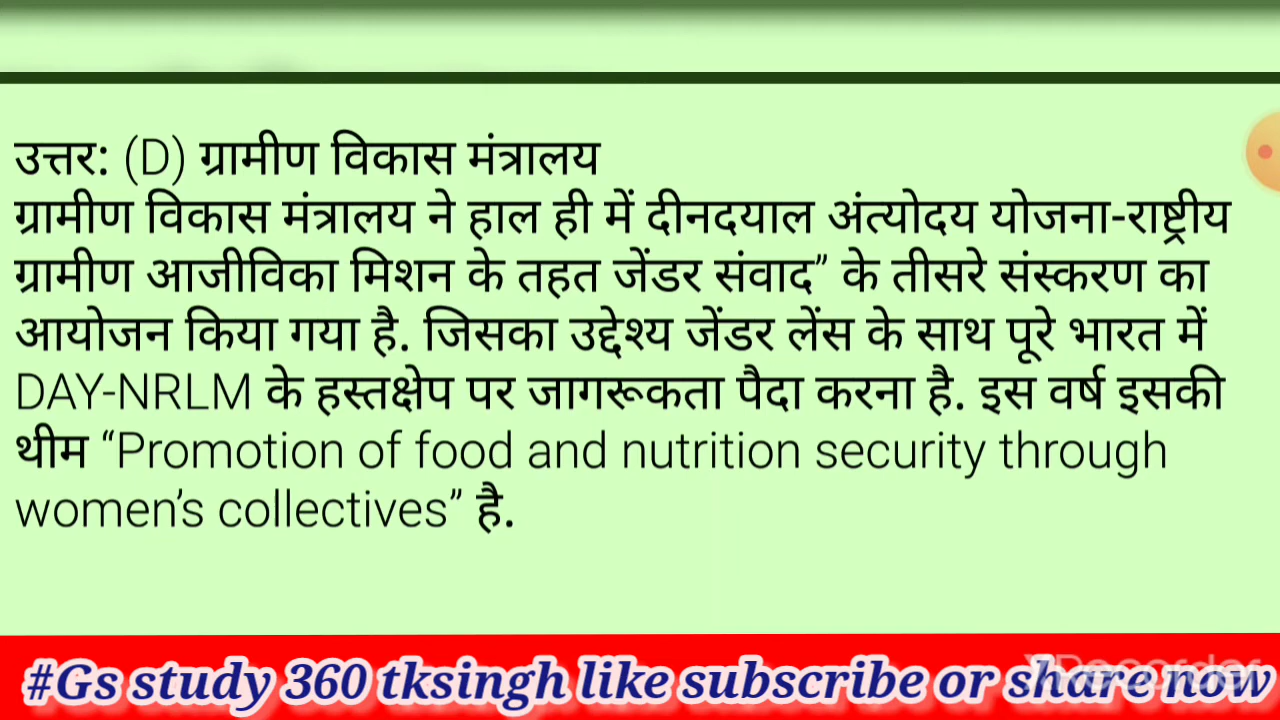 उत्तर: (D) ग्रामीण विकास मंत्रालय
ग्रामीण विकास मंत्रालय ने हाल ही में दीनदयाल अंत्योदय योजना-राष्ट्रीय
ग्रामीण आजीविका मिशन के तहत जेंडर संवाद” के तीसरे संस्करण का
आयोजन किया गया है. जिसका उद्देश्य जेंडर लेंस के साथ पूरे भारत में
DAY-NRLM के हस्तक्षेप पर जागरूकता पैदा करना है. इस वर्ष इसकी
थीम “Promotion of food and nutrition security through
women’s collectives” है.
#Gs study 360 tksingh like subscribe or share now
XRecorder